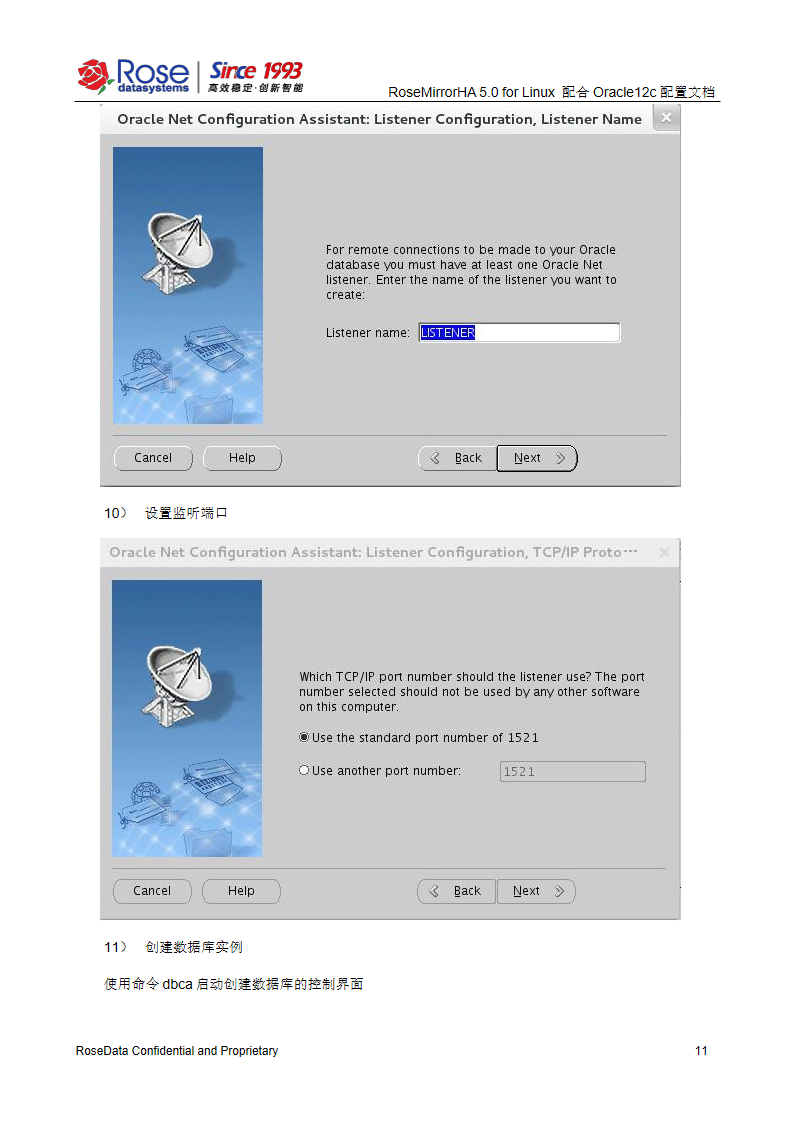 Rose
datasystems
Since 1993
高效稳定·创新智能
RoseMirrorHA 5.0 for Linux 配合 Oracle12c 配置文档
Oracle Net Configuration Assistant: Listener Configuration, Listener Name
For remote connections to be made to your Oracle
database you must have at least one Oracle Net
listener. Enter the name of the listener you want to
create:
Listener name: LISTENER
Cancel Help Back Next
10） 设置监听端口
Oracle Net Configuration Assistant: Listener Configuration, TCP/IP Proto···
Which TCP/IP port number should the listener use? The port
number selected should not be used by any other software
on this computer.
Use the standard port number of 1521
Use another port number: 1521
Cancel Help Back Next
11） 创建数据库实例
使用命令 dbca 启动创建数据库的控制界面
RoseData Confidential and Proprietary 11